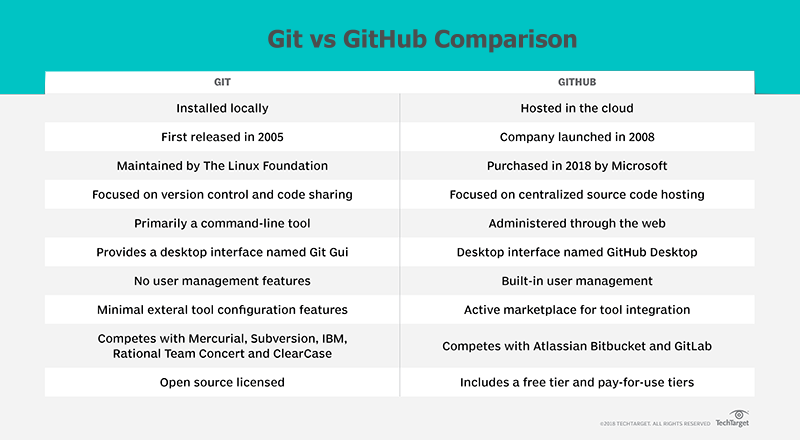 Git vs GitHub Comparison
GIT GITHUB
Installed locally Hosted in the cloud
First released in 2005 Company launched in 2008
Maintained by The Linux Foundation Purchased in 2018 by Microsoft
Focused on version control and code sharing Focused on centralized source code hosting
Primarily a command-line tool Administered through the web
Provides a desktop interface named Git Gui Desktop interface named GitHub Desktop
No user management features Built-in user management
Minimal exteral tool configuration features Active marketplace for tool integration
Competes with Mercurial, Subversion, IBM,
Rational Team Concert and ClearCase
Competes with Atlassian Bitbucket and GitLab
Open source licensed Includes a free tier and pay-for-use tiers
©2018 TECHTARGET. ALL RIGHTS RESERVED TechTarget